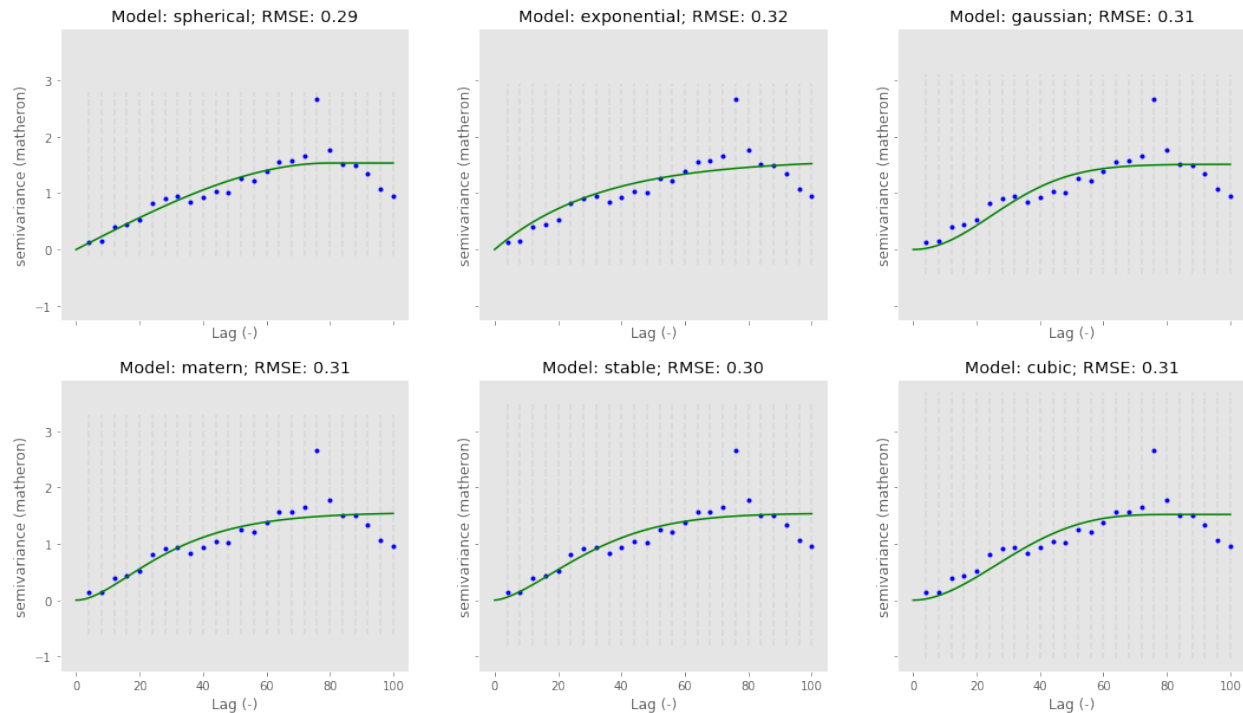 Model: spherical; RMSE: 0.29
Model: exponential; RMSE: 0.32
Model: gaussian; RMSE: 0.31
semivariance (matheron)
3
2
1
0
−1
Lag (-)
semivariance (matheron)
Lag (-)
semivariance (matheron)
Lag (-)
Model: matern; RMSE: 0.31
Model: stable; RMSE: 0.30
Model: cubic; RMSE: 0.31
semivariance (matheron)
3
2
1
0
−1
0 20 40 60 80 100
Lag (-)
semivariance (matheron)
0 20 40 60 80 100
Lag (-)
semivariance (matheron)
0 20 40 60 80 100
Lag (-)